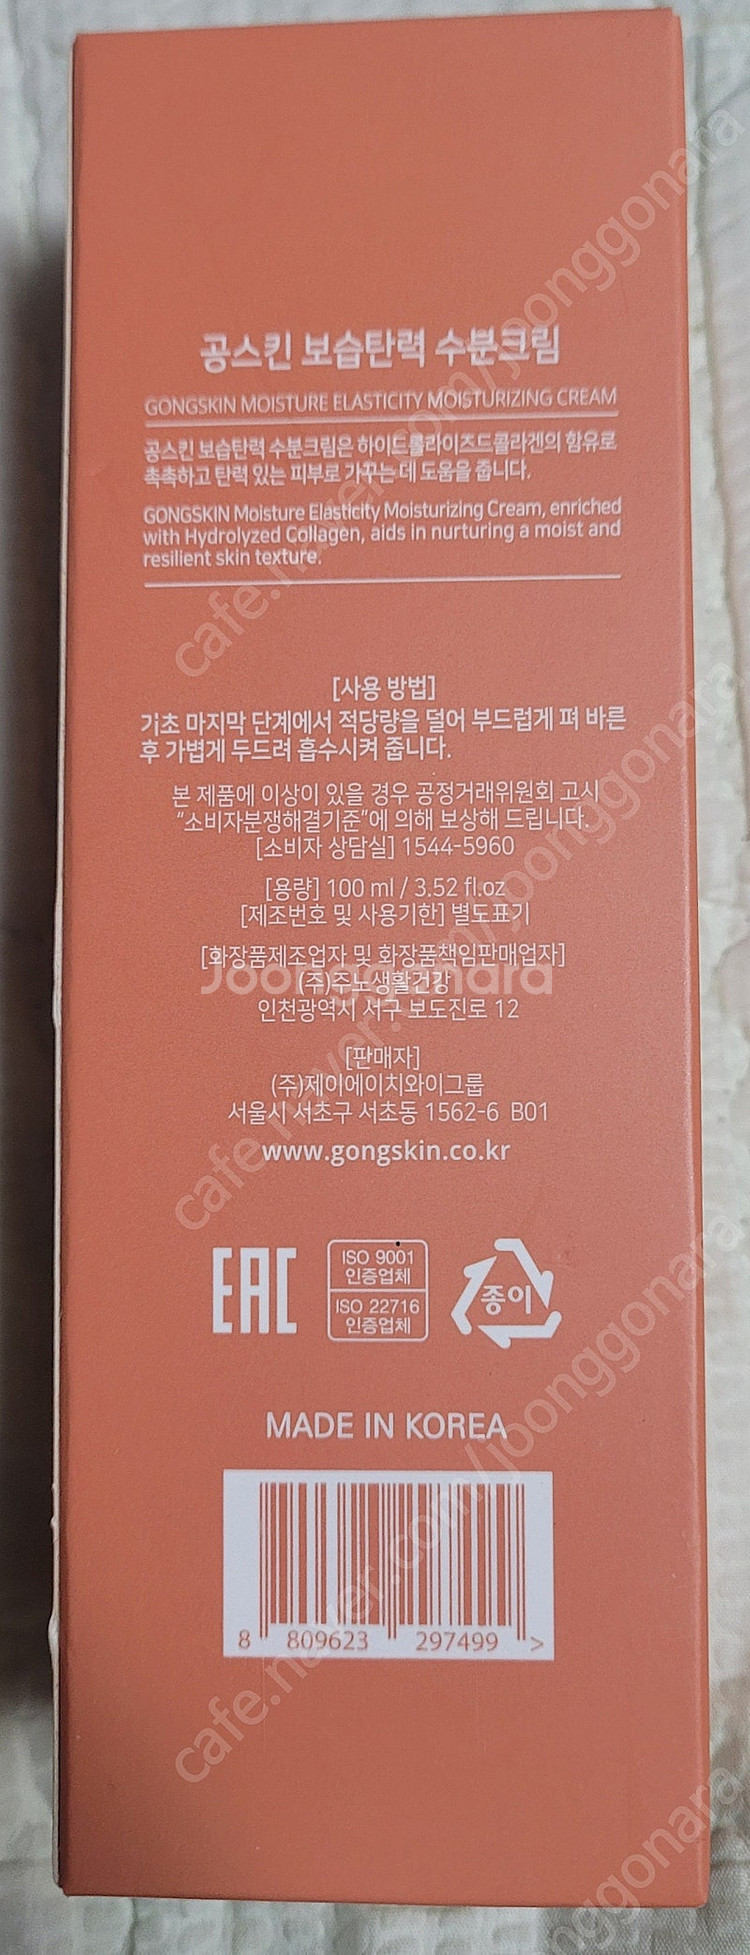 공스킨 보습탄력 수분크림
GONGSKIN MOISTURE ELASTICITY MOISTURIZING CREAM
공스킨 보습탄력 수분크림은 하이드롤라이즈드콜라겐의 함유로
촉촉하고 탄력 있는 피부로 가꾸는데 도움을 줍니다.
GONGSKIN Moisture Elasticity Moisturizing Cream, enriched
with Hydrolyzed Collagen, aids in nurturing a moist and
resilient skin texture.
[사용 방법]
기초 마지막 단계에서 적당량을 덜어 부드럽게 펴 바른
후 가볍게 두드려 흡수시켜 줍니다.
본 제품에 이상이 있을 경우 공정거래위원회 고시
“소비자분쟁해결기준”에 의해 보상해 드립니다.
[소비자 상담실] 1544-5960
[용량] 100 ml / 3.52 fl.oz
[제조번호 및 사용기한] 별도표기
[화장품제조업자 및 화장품책임판매업자]
(주)주노생활건강
Joonggonara
인천광역시 서구 보도진로 12
[판매자]
(주)제이에이치와이그룹
서울시 서초구 서초동 1562-6 B01
www.gongskin.co.kr
EAC
ISO 9001
인증업체
ISO 22716
인증업체
종이
MADE IN KOREA
8 809623 297499 >
cafe.naver.com/joonggonara
cafe.naver.com/joonggonara
cafe.naver.com/joonggonara
joonggonara